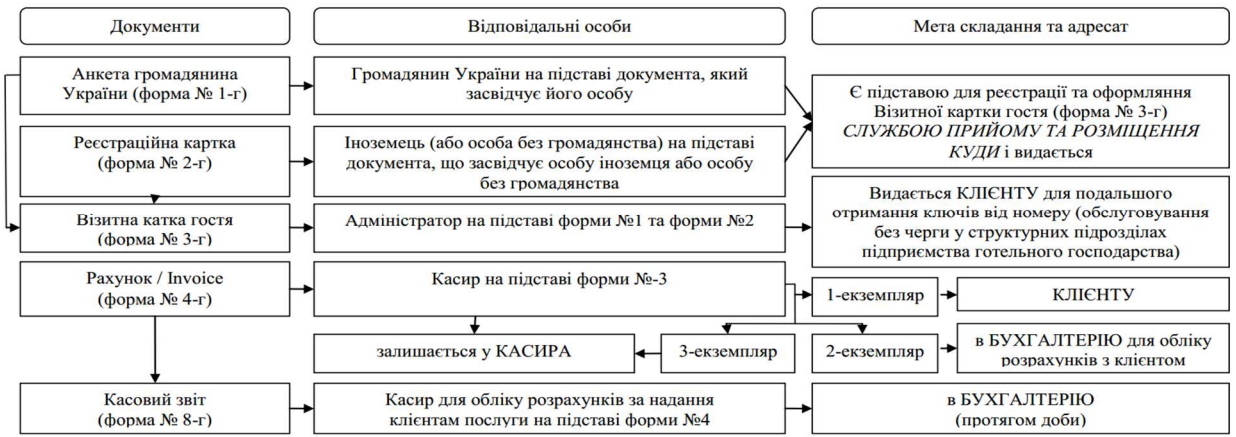 Документи
Відповідальні особи
Мета складання та адресат
Анкета громадянина
України (форма № 1-г)
Громадянин України на підставі документа, який
засвідчує його особу
Є підставою для реєстрації та оформлення
Візитної картки гостя (форма № 3-г)
СЛУЖБОЮ ПРИЙОМУ ТА РОЗМІЩЕННЯ
КУДИ і видається
Реєстраційна картка
(форма № 2-г)
Іноземець (або особа без громадянства) на підставі
документа, що засвідчує особу іноземця або особу
без громадянства
Візитна катка гостя
(форма № 3-г)
Адміністратор на підставі форми №1 та форми №2
Видається КЛІЄНТУ для подальшого
отримання ключів від номеру (обслуговування
без черги у структурних підрозділах
підприємства готельного господарства)
Рахунок / Invoice
(форма № 4-г)
Касир на підставі форми №-3
1-екземпляр
КЛІЄНТУ
залишається у КАСИРА
3-екземпляр
2-екземпляр
в БУХГАЛТЕРІЮ для обліку
розрахунків з клієнтом
Касовий звіт
(форма № 8-г)
Касир для обліку розрахунків за надання
клієнтам послуги на підставі форми №4
в БУХГАЛТЕРІЮ
(протягом доби)